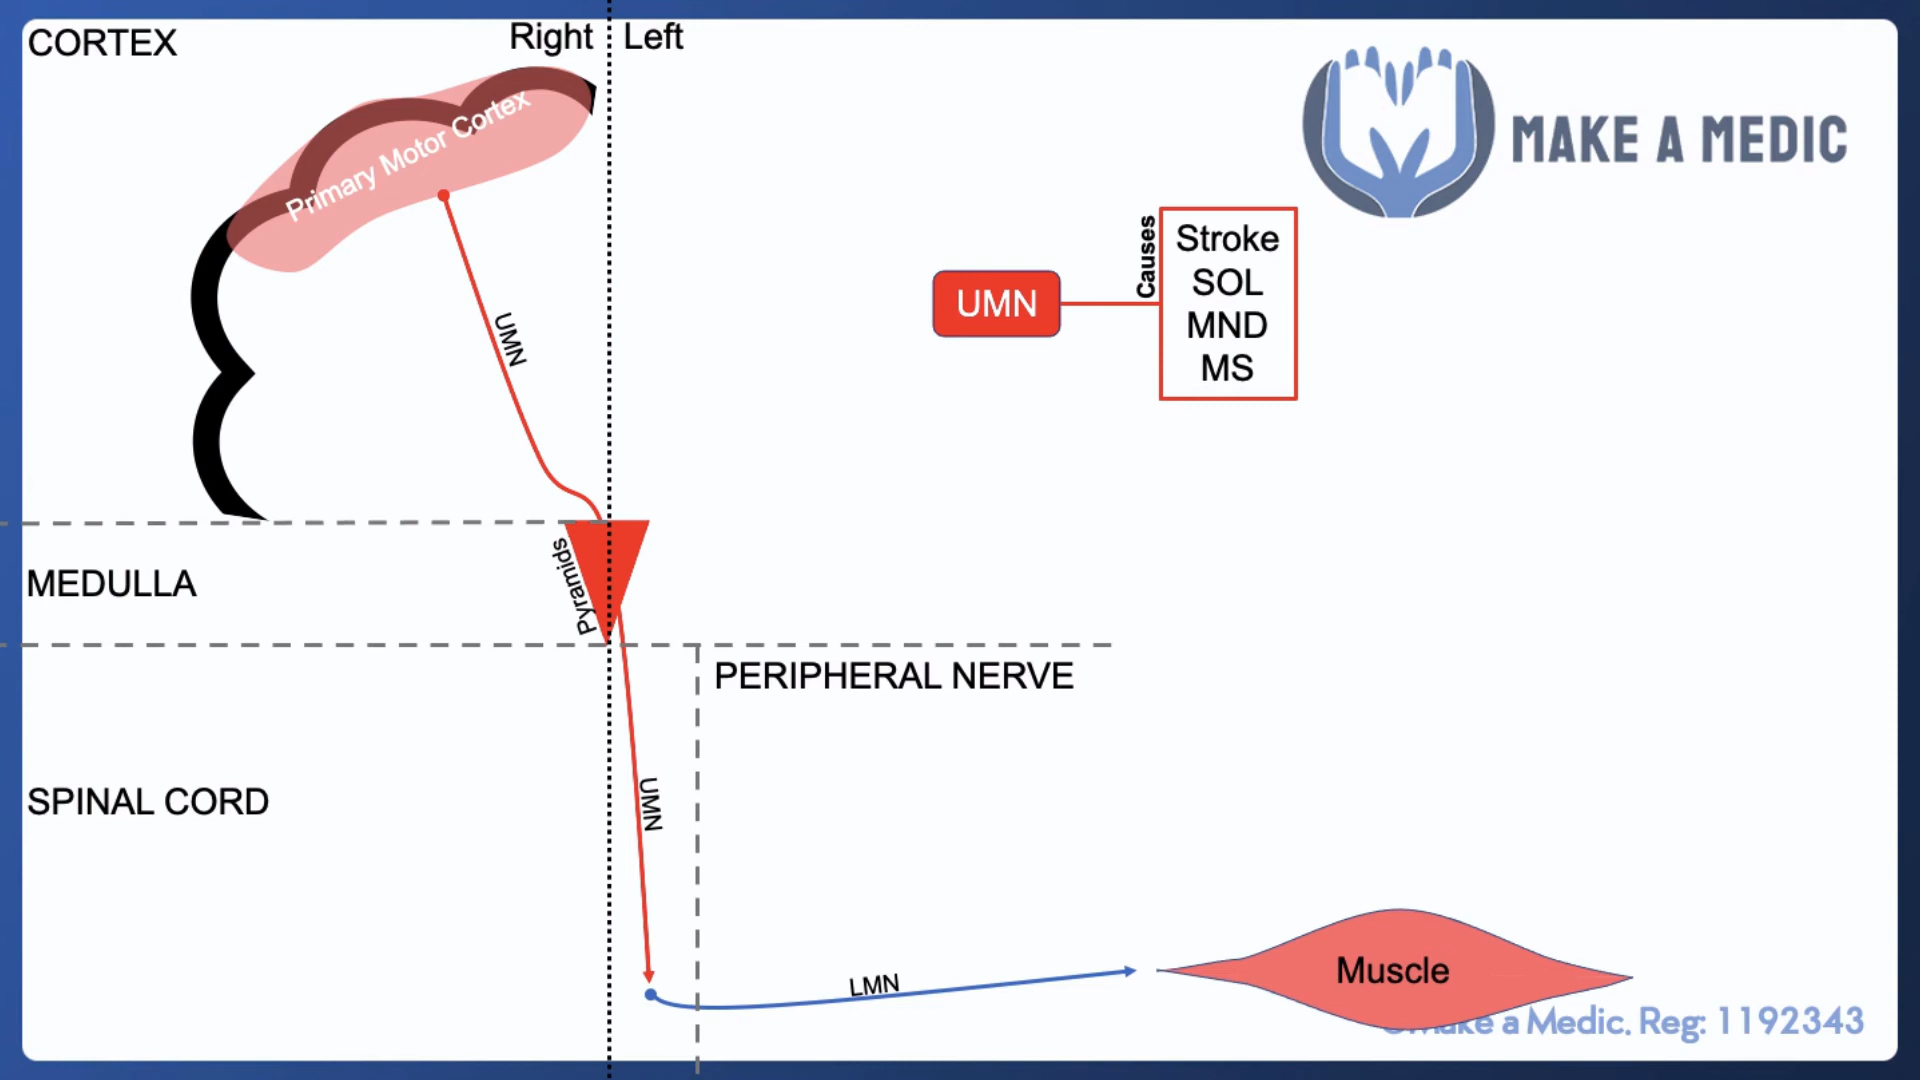 CORTEX
Right
Left
Primary Motor Cortex
MAKE A MEDIC
UMN
Causes
Stroke
SOL
MND
MS
UMN
MEDULLA
Pyramids
PERIPHERAL NERVE
SPINAL CORD
UMN
LMN
Muscle
a Medic. Reg: 1192343